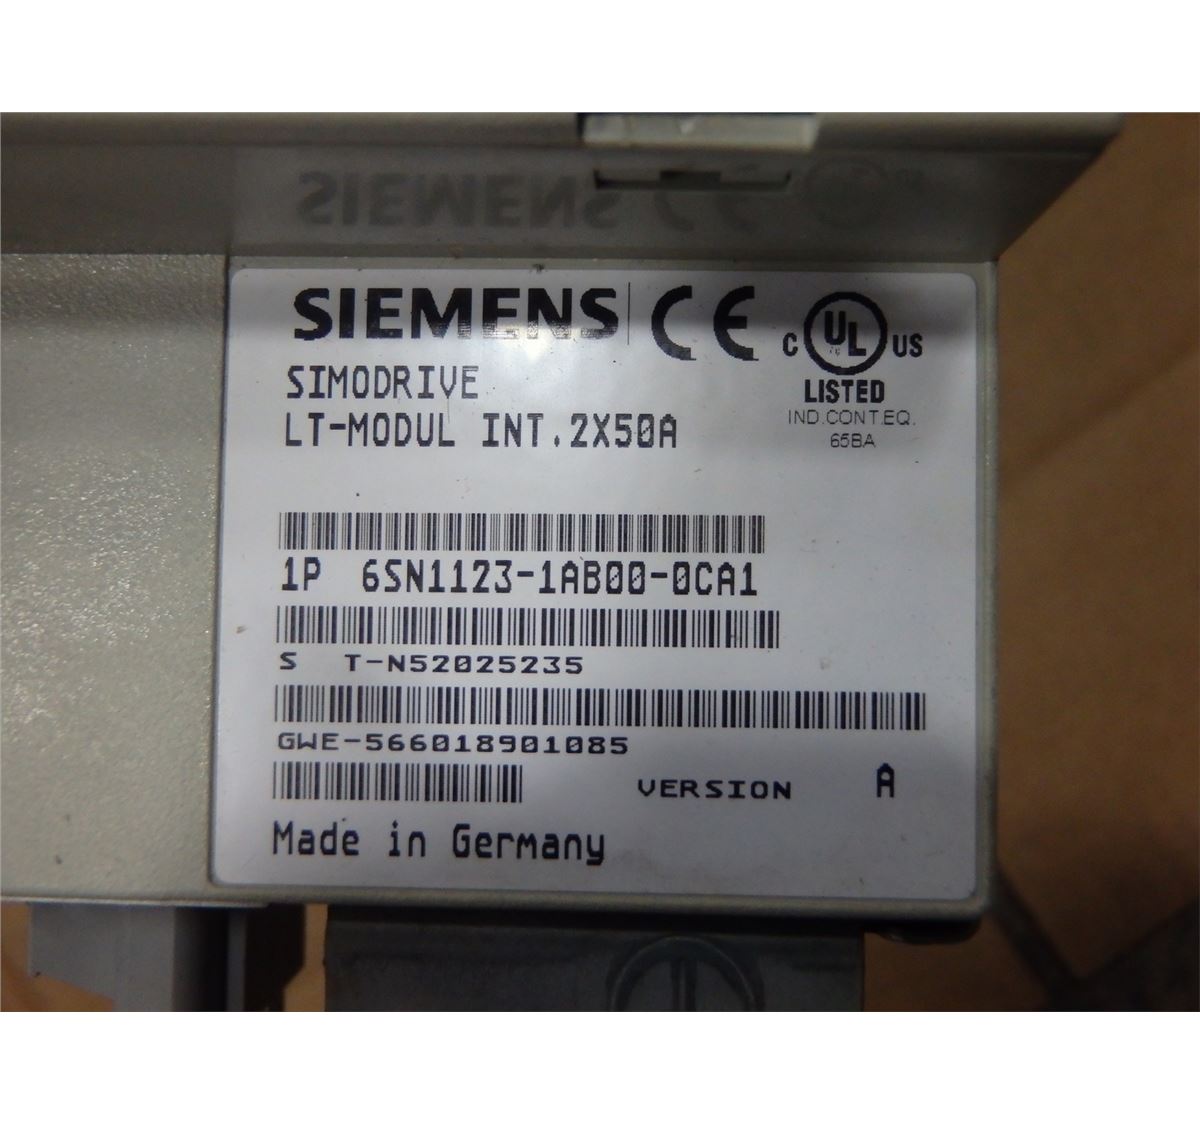 SIEMENS CE
C UL US
LISTED
IND.CONT.EQ.
65BA
SIMODRIVE
LT-MODUL INT.2X50A
1P 6SN1123-1AB00-0CA1
S T-N52025235
GWE-566018901085
VERSION A
Made in Germany